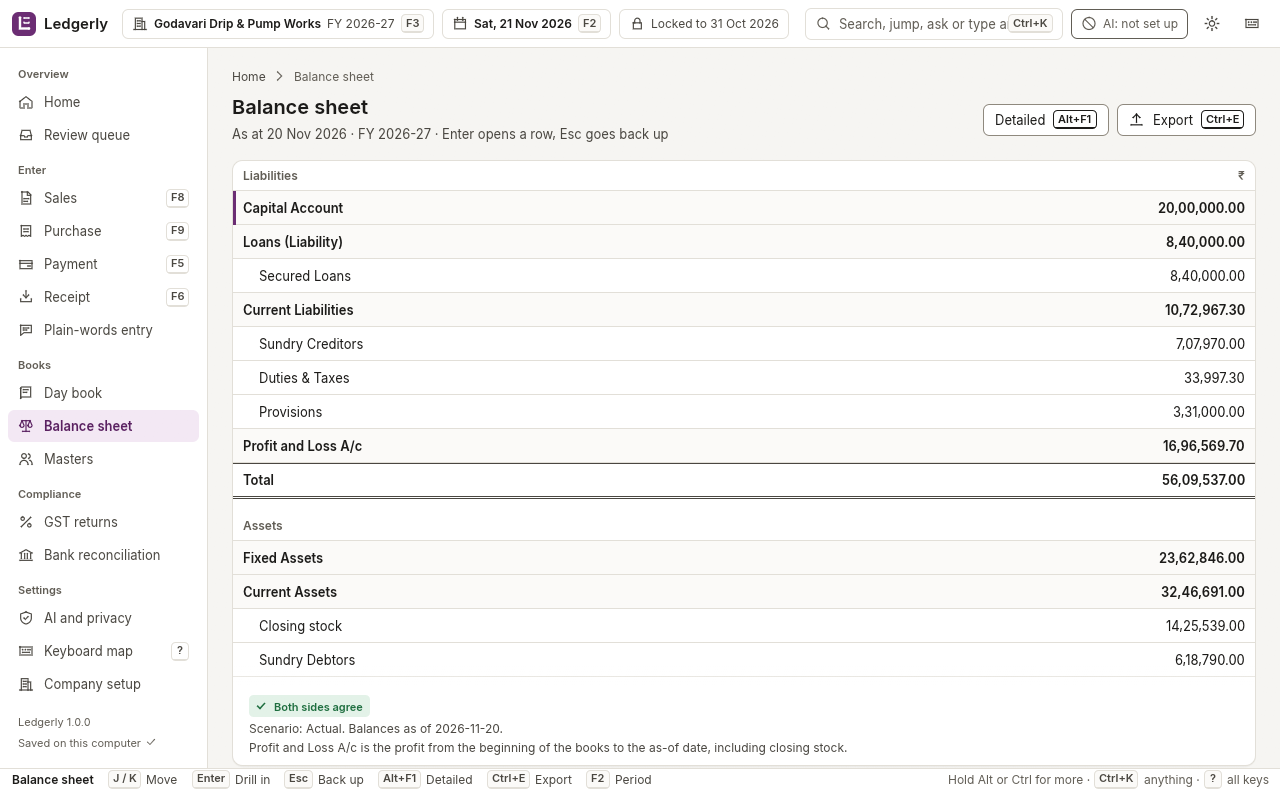 Ledgerly
Godavari Drip & Pump Works FY 2026-27 F3
Sat, 21 Nov 2026 F2
Locked to 31 Oct 2026
Search, jump, ask or type a Ctrl+K
AI: not set up
Overview
Home
Review queue
Enter
Sales F8
Purchase F9
Payment F5
Receipt F6
Plain-words entry
Books
Day book
Balance sheet
Masters
Compliance
GST returns
Bank reconciliation
Settings
AI and privacy
Keyboard map ?
Company setup
Ledgerly 1.0.0
Saved on this computer
Home Balance sheet
Balance sheet
As at 20 Nov 2026 · FY 2026-27 · Enter opens a row, Esc goes back up
Detailed Alt+F1
Export Ctrl+E
Liabilities ₹
Capital Account 20,00,000.00
Loans (Liability) 8,40,000.00
Secured Loans 8,40,000.00
Current Liabilities 10,72,967.30
Sundry Creditors 7,07,970.00
Duties & Taxes 33,997.30
Provisions 3,31,000.00
Profit and Loss A/c 16,96,569.70
Total 56,09,537.00
Assets
Fixed Assets 23,62,846.00
Current Assets 32,46,691.00
Closing stock 14,25,539.00
Sundry Debtors 6,18,790.00
Both sides agree
Scenario: Actual. Balances as of 2026-11-20.
Profit and Loss A/c is the profit from the beginning of the books to the as-of date, including closing stock.
Balance sheet J / K Move Enter Drill in Esc Back up Alt+F1 Detailed Ctrl+E Export F2 Period
Hold Alt or Ctrl for more · Ctrl+K anything · ? all keys